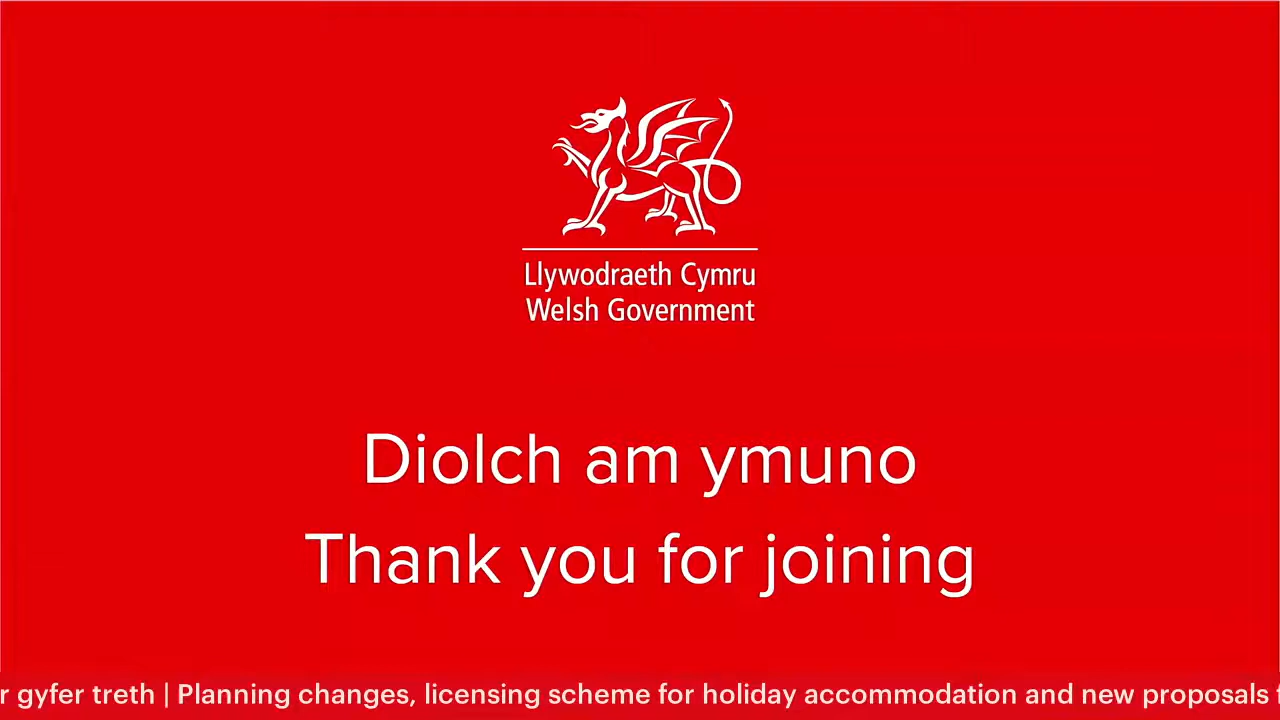 Llywodraeth Cymru
Welsh Government
Diolch am ymuno
Thank you for joining
r gyfer treth | Planning changes, licensing scheme for holiday accommodation and new proposals